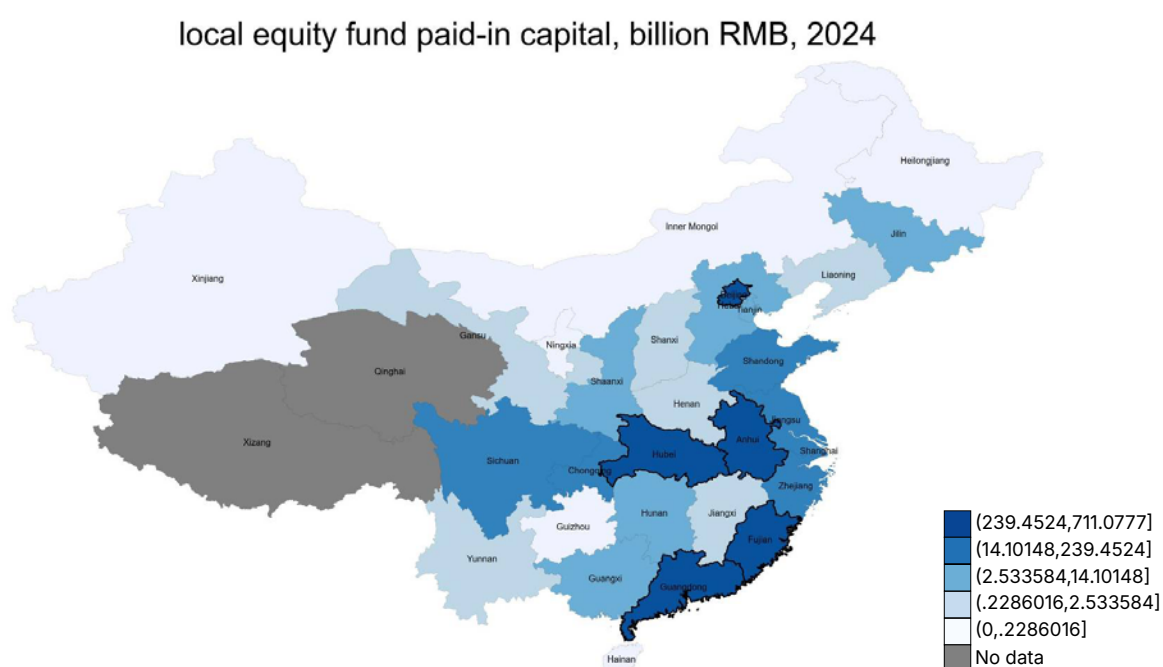 local equity fund paid-in capital, billion RMB, 2024
Heilongjiang
Inner Mongol
Jilin
Xinjiang
Liaoning
Tianjin
Gansu
Ningxia
Shanxi
Shandong
Qinghai
Shaanxi
Henan
Jiangsu
Xizang
Anhui
Shanghai
Hubei
Sichuan
Chongqing
Zhejiang
Hunan
Jiangxi
Guizhou
Fujian
Yunnan
Guangxi
Guangdong
Hainan
(239.4524,711.0777]
(14.10148,239.4524]
(2.533584,14.10148]
(.2286016,2.533584]
(0,.2286016]
No data